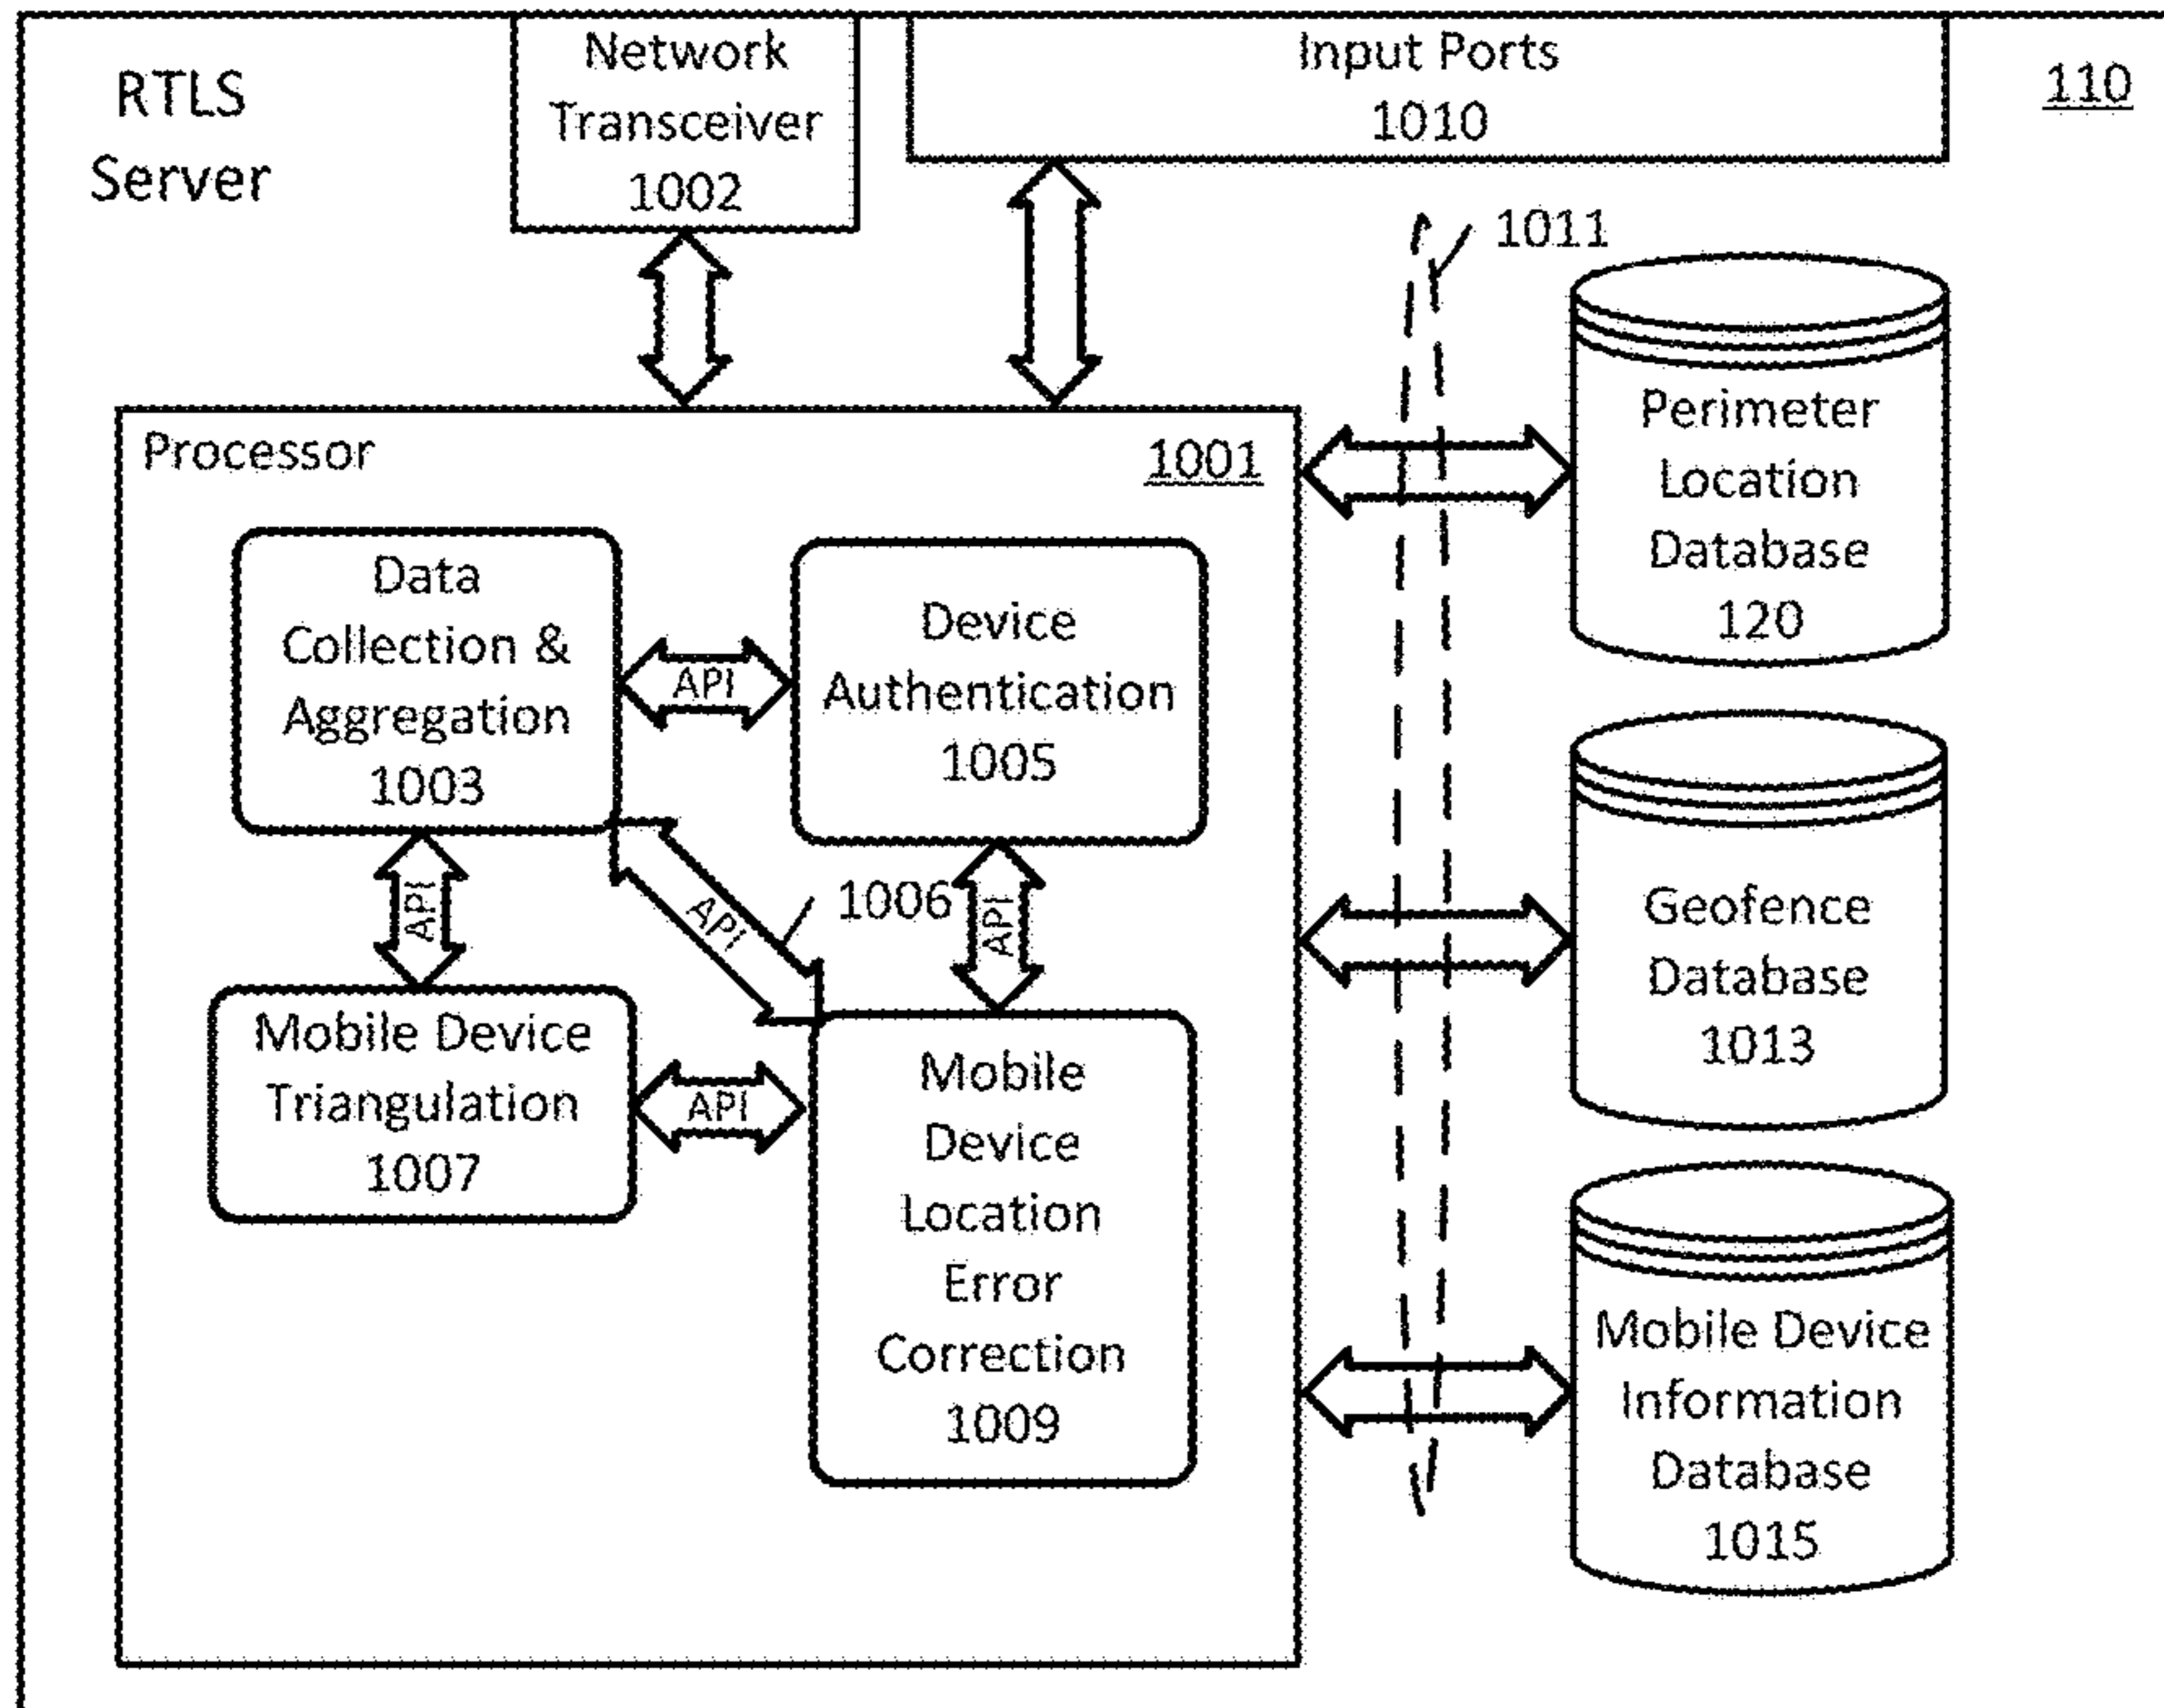 RTLS
Server
Network
Transceiver
1002
Input Ports
1010
110
1011
Processor
1001
Data
Collection &
Aggregation
1003
API
Device
Authentication
1005
API
API
1006
API
Mobile Device
Triangulation
1007
API
Mobile
Device
Location
Error
Correction
1009
Perimeter
Location
Database
120
Geofence
Database
1013
Mobile Device
Information
Database
1015